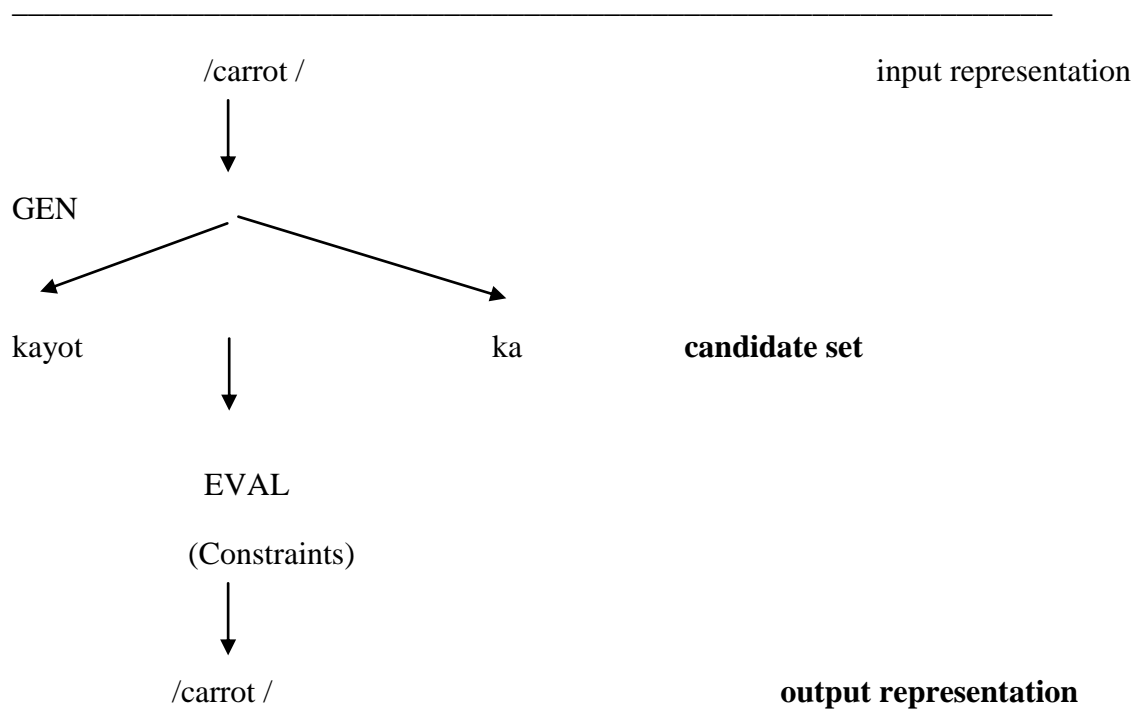 /carrot / input representation
GEN
kayot ka candidate set
EVAL
(Constraints)
/carrot / output representation